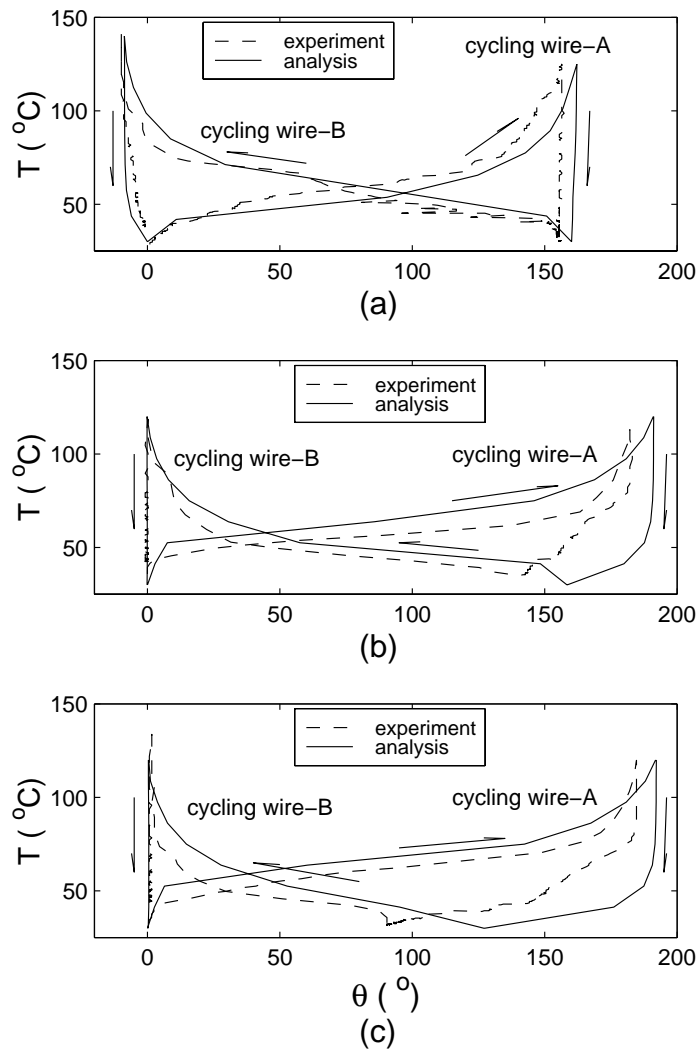 150
experiment
analysis
cycling wire−A
100
cycling wire−B
T ( °C)
50
0 50 100 150 200
(a)
150
experiment
analysis
100
cycling wire−B cycling wire−A
T ( °C)
50
0 50 100 150 200
(b)
150
experiment
analysis
100
cycling wire−B cycling wire−A
T ( °C)
50
0 50 100 150 200
θ ( °)
(c)